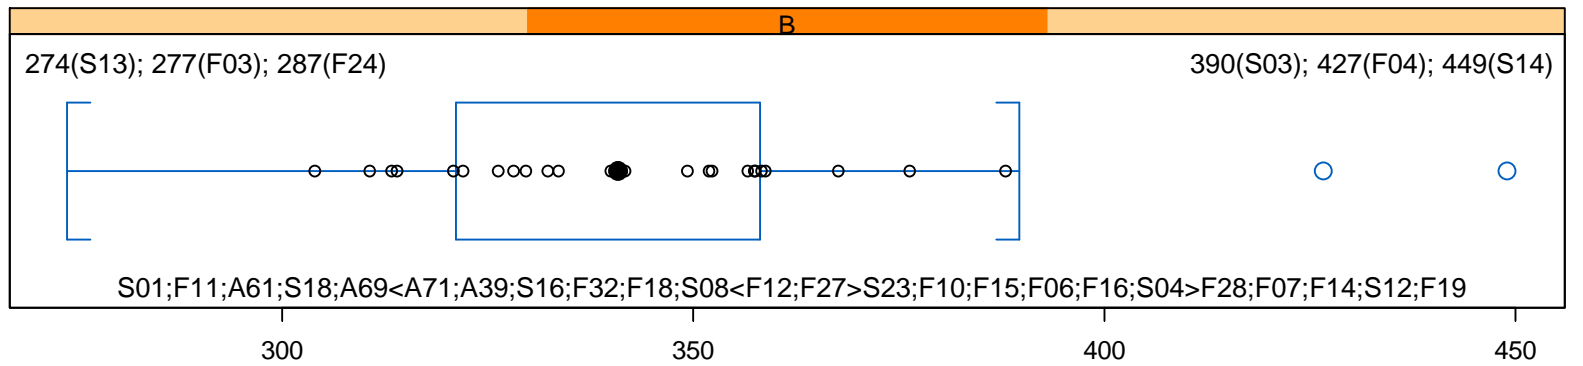 B
274(S13); 277(F03); 287(F24) 390(S03); 427(F04); 449(S14)
S01;F11;A61;S18;A69<A71;A39;S16;F32;F18;S08<F12;F27>S23;F10;F15;F06;F16;S04>F28;F07;F14;S12;F19
300 350 400 450